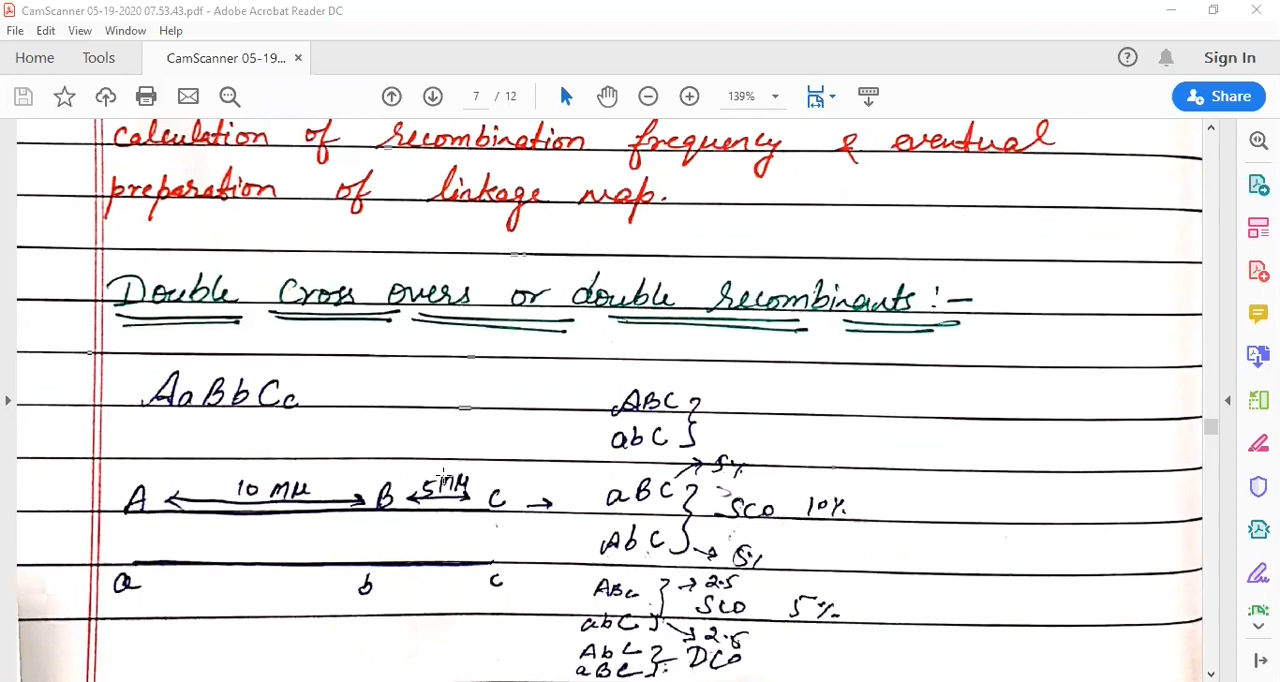 CamScanner 05-19-2020 07.53.43.pdf - Adobe Acrobat Reader DC
File Edit View Window Help
Home Tools CamScanner 05-19... × Sign In
7 / 12 139% Share
calculation of recombination frequency & eventual
preparation of linkage map.
Double Cross overs or double recombinants :-
AaBbCc
ABC
abC
A 10 MU B 5 MU C → aBC → 5% SCO 10%
AbC → 5%
a b c
ABc → 2.5 SCO 5%
abC → 2.5
AbC DCO
aBC